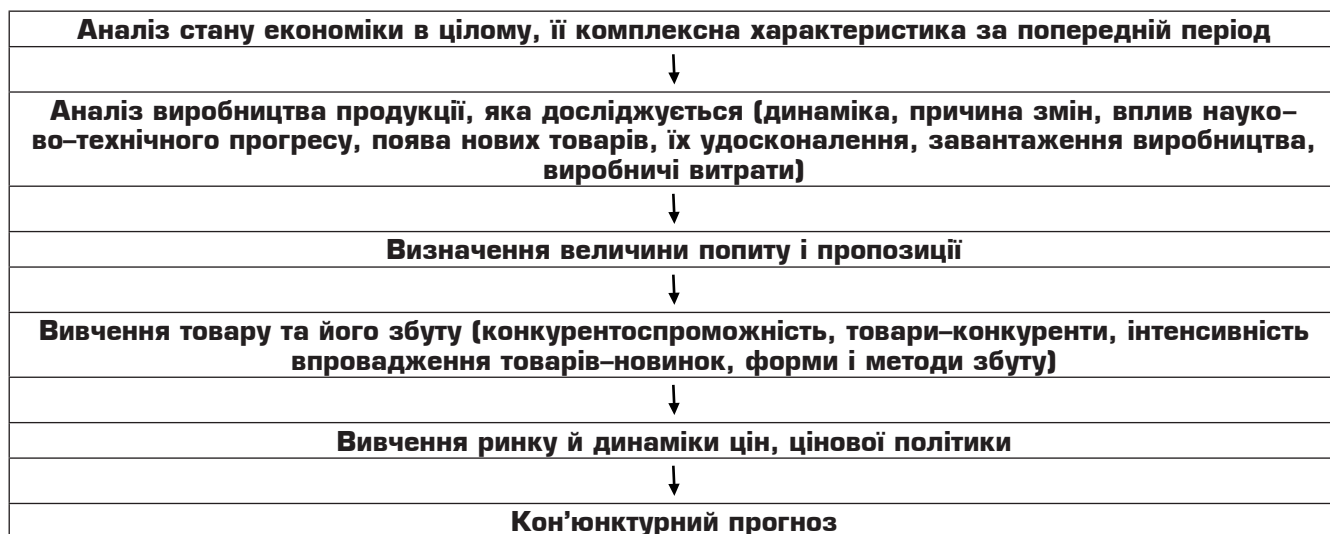 Аналіз стану економіки в цілому, її комплексна характеристика за попередній період
Аналіз виробництва продукції, яка досліджується (динаміка, причина змін, вплив науко–
во–технічного прогресу, поява нових товарів, їх удосконалення, завантаження виробництва,
виробничі витрати)
Визначення величини попиту і пропозиції
Вивчення товару та його збуту (конкурентоспроможність, товари–конкуренти, інтенсивність
впровадження товарів–новинок, форми і методи збуту)
Вивчення ринку й динаміки цін, цінової політики
Кон'юнктурний прогноз